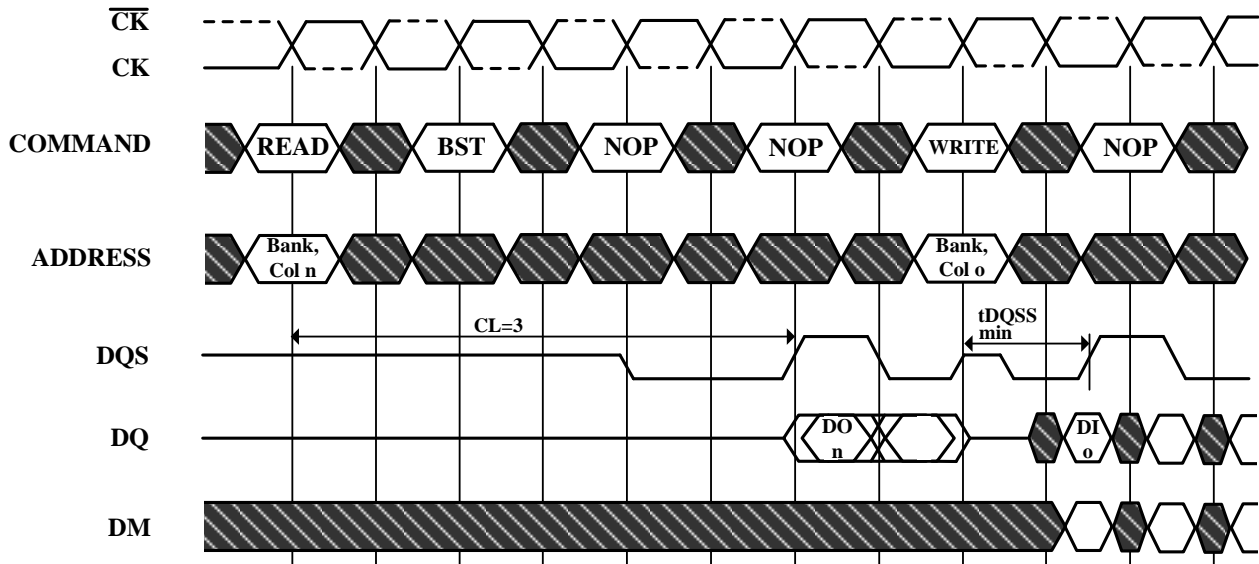 CK
CK
COMMAND
READ
BST
NOP
NOP
WRITE
NOP
ADDRESS
Bank,
Col n
Bank,
Col o
CL=3
tDQSS
min
DQS
DQ
DO
n
DI
o
DM